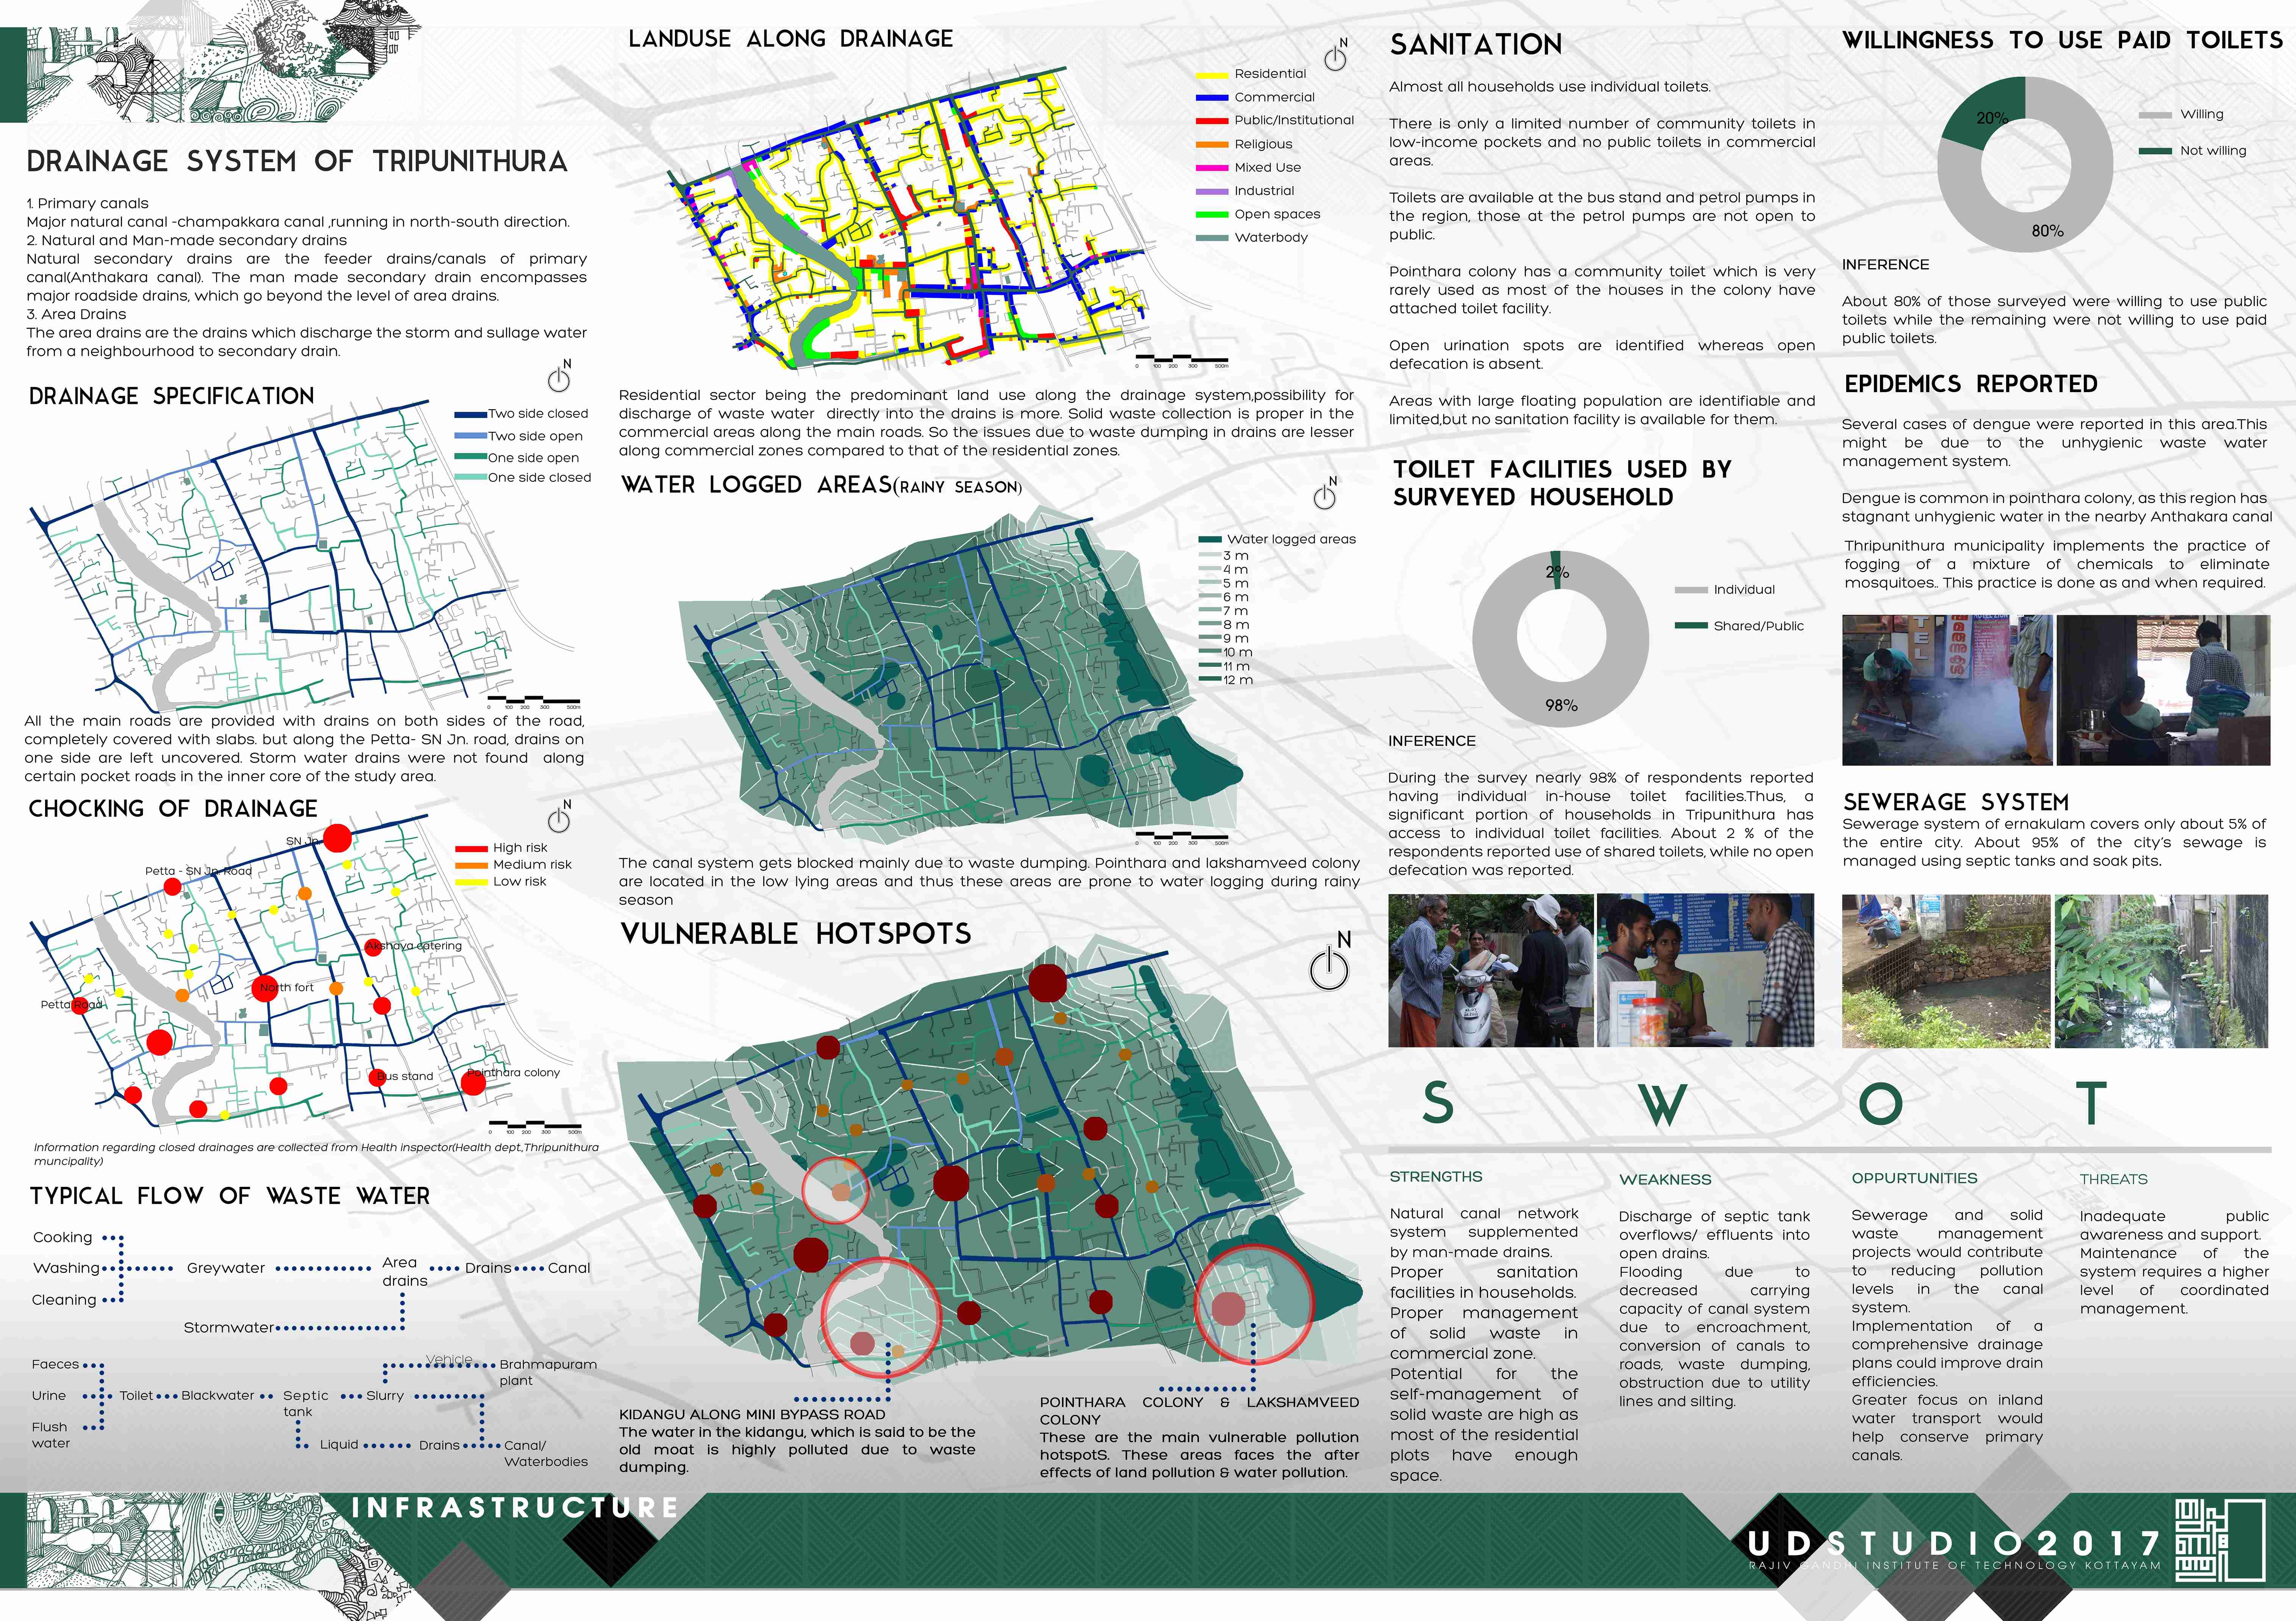 DRAINAGE SYSTEM OF TRIPUNITHURA
1. Primary canals
Major natural canal -champakkara canal ,running in north-south direction.
2. Natural and Man-made secondary drains
Natural secondary drains are the feeder drains/canals of primary
canal(Anthakara canal). The man made secondary drain encompasses
major roadside drains, which go beyond the level of area drains.
3. Area Drains
The area drains are the drains which discharge the storm and sullage water
from a neighbourhood to secondary drain.
DRAINAGE SPECIFICATION
N
Two side closed
Two side open
One side open
One side closed
0 100 200 300 500m
All the main roads are provided with drains on both sides of the road,
completely covered with slabs. but along the Petta- SN Jn. road, drains on
one side are left uncovered. Storm water drains were not found along
certain pocket roads in the inner core of the study area.
CHOCKING OF DRAINAGE
N
High risk
Medium risk
Low risk
SN Jn.
Petta - SN Jn. Road
Akshaya catering
North fort
Petta Road
Bus stand
Pointhara colony
0 100 200 300 500m
Information regarding closed drainages are collected from Health inspector(Health dept.,Thripunithura
muncipality)
TYPICAL FLOW OF WASTE WATER
Cooking
Washing
Cleaning
Greywater
Area
drains
Drains
Canal
Stormwater
Faeces
Urine
Flush
water
Toilet
Blackwater
Septic
tank
Slurry
Vehicle
Brahmapuram
plant
Liquid
Drains
Canal/
Waterbodies
LANDUSE ALONG DRAINAGE
N
Residential
Commercial
Public/Institutional
Religious
Mixed Use
Industrial
Open spaces
Waterbody
0 100 200 300 500m
Residential sector being the predominant land use along the drainage system,possibility for
discharge of waste water directly into the drains is more. Solid waste collection is proper in the
commercial areas along the main roads. So the issues due to waste dumping in drains are lesser
along commercial zones compared to that of the residential zones.
WATER LOGGED AREAS(RAINY SEASON)
N
Water logged areas
3 m
4 m
5 m
6 m
7 m
8 m
9 m
10 m
11 m
12 m
0 100 200 300 500m
The canal system gets blocked mainly due to waste dumping. Pointhara and lakshamveed colony
are located in the low lying areas and thus these areas are prone to water logging during rainy
season
VULNERABLE HOTSPOTS
N
KIDANGU ALONG MINI BYPASS ROAD
The water in the kidangu, which is said to be the
old moat is highly polluted due to waste
dumping.
POINTHARA COLONY & LAKSHAMVEED
COLONY
These are the main vulnerable pollution
hotspotS. These areas faces the after
effects of land pollution & water pollution.
SANITATION
Almost all households use individual toilets.
There is only a limited number of community toilets in
low-income pockets and no public toilets in commercial
areas.
Toilets are available at the bus stand and petrol pumps in
the region, those at the petrol pumps are not open to
public.
Pointhara colony has a community toilet which is very
rarely used as most of the houses in the colony have
attached toilet facility.
Open urination spots are identified whereas open
defecation is absent.
Areas with large floating population are identifiable and
limited,but no sanitation facility is available for them.
TOILET FACILITIES USED BY
SURVEYED HOUSEHOLD
2%
98%
Individual
Shared/Public
INFERENCE
During the survey nearly 98% of respondents reported
having individual in-house toilet facilities.Thus, a
significant portion of households in Tripunithura has
access to individual toilet facilities. About 2 % of the
respondents reported use of shared toilets, while no open
defecation was reported.
WILLINGNESS TO USE PAID TOILETS
20%
80%
Willing
Not willing
INFERENCE
About 80% of those surveyed were willing to use public
toilets while the remaining were not willing to use paid
public toilets.
EPIDEMICS REPORTED
Several cases of dengue were reported in this area.This
might be due to the unhygienic waste water
management system.
Dengue is common in pointhara colony, as this region has
stagnant unhygienic water in the nearby Anthakara canal
Thripunithura municipality implements the practice of
fogging of a mixture of chemicals to eliminate
mosquitoes.. This practice is done as and when required.
SEWERAGE SYSTEM
Sewerage system of ernakulam covers only about 5% of
the entire city. About 95% of the city's sewage is
managed using septic tanks and soak pits.
S W O T
STRENGTHS
Natural canal network
system supplemented
by man-made drains.
Proper sanitation
facilities in households.
Proper management
of solid waste in
commercial zone.
Potential for the
self-management of
solid waste are high as
most of the residential
plots have enough
space.
WEAKNESS
Discharge of septic tank
overflows/ effluents into
open drains.
Flooding due to
decreased carrying
capacity of canal system
due to encroachment,
conversion of canals to
roads, waste dumping,
obstruction due to utility
lines and silting.
OPPURTUNITIES
Sewerage and solid
waste management
projects would contribute
to reducing pollution
levels in the canal
system.
Implementation of a
comprehensive drainage
plans could improve drain
efficiencies.
Greater focus on inland
water transport would
help conserve primary
canals.
THREATS
Inadequate public
awareness and support.
Maintenance of the
system requires a higher
level of coordinated
management.
INFRASTRUCTURE
UDSTUDIO2017
RAJIV GANDHI INSTITUTE OF TECHNOLOGY KOTTAYAM